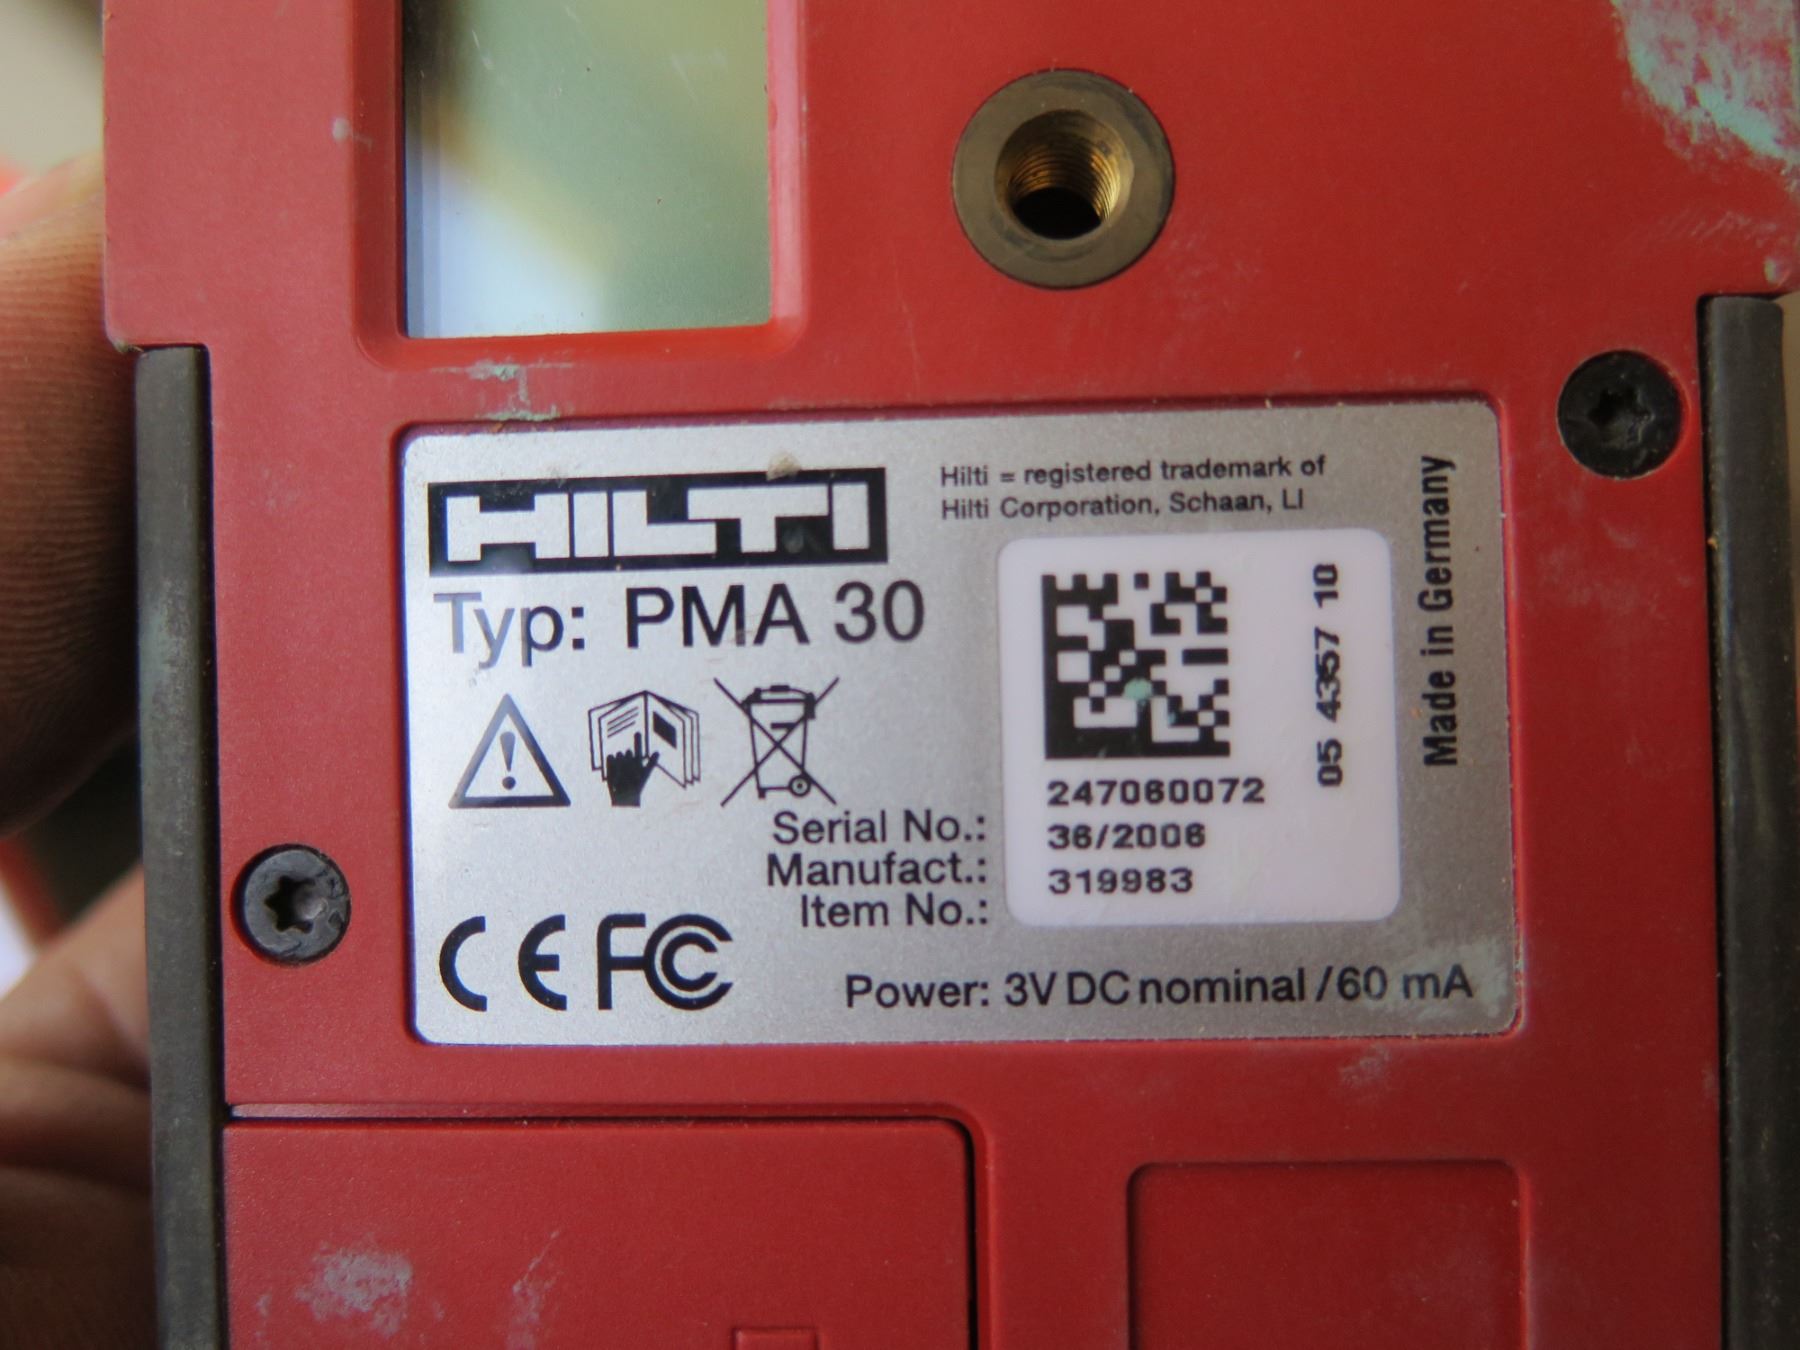 HILTI
Hilti = registered trademark of
Hilti Corporation, Schaan, LI
Typ: PMA 30
Made in Germany
05 4357 10
Serial No.: 247060072
Manufact.: 36/2006
Item No.: 319983
CE FC
Power: 3V DC nominal / 60 mA